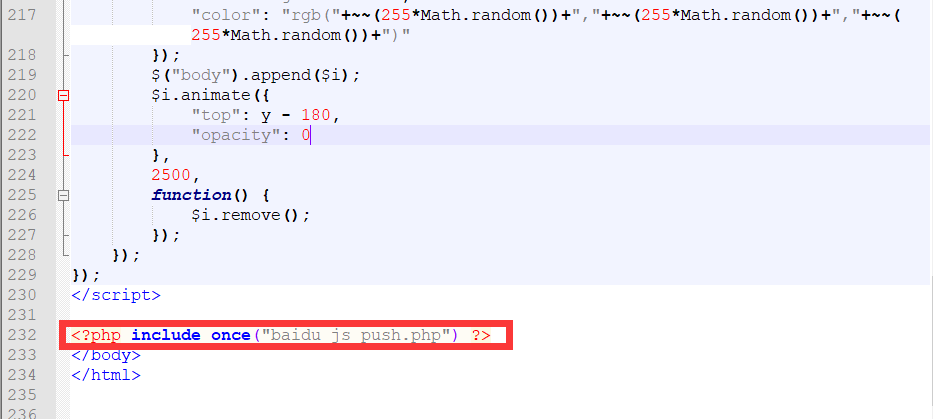 217 "color": "rgb("+~~(255*Math.random())+","+~~(255*Math.random())+","+~~(
255*Math.random())+")"
218 });
219 $("body").append($i);
220 $i.animate({
221 "top": y - 180,
222 "opacity": 0
223 },
224 2500,
225 function() {
226 $i.remove();
227 });
228 });
229 });
230 </script>
231
232 <?php include_once("baidu_js_push.php") ?>
233 </body>
234 </html>
235
236